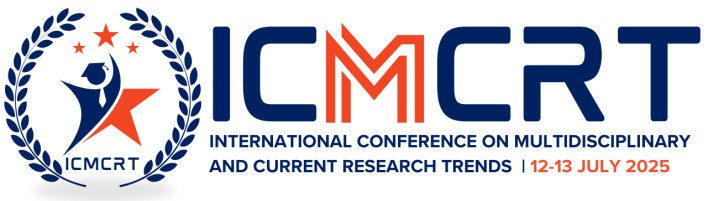 ICMCRT
ICMCRT
INTERNATIONAL CONFERENCE ON MULTIDISCIPLINARY
AND CURRENT RESEARCH TRENDS | 12-13 JULY 2025